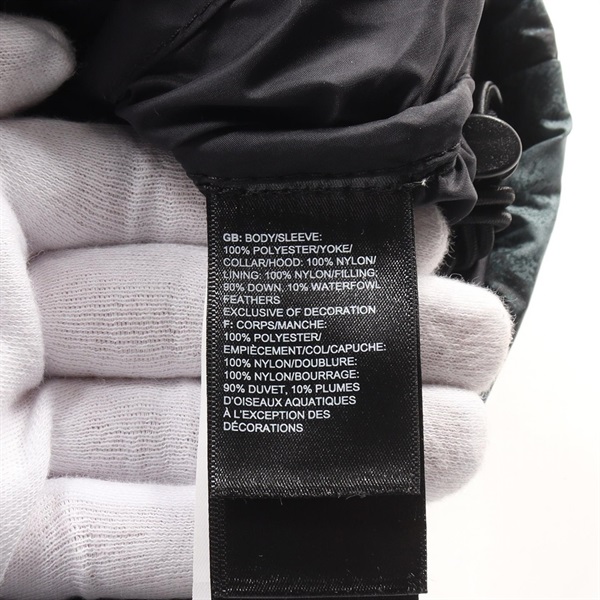 GB: BODY/SLEEVE:
100% POLYESTER/YOKE/
COLLAR/HOOD: 100% NYLON/
LINING: 100% NYLON/FILLING:
90% DOWN, 10% WATERFOWL
FEATHERS
EXCLUSIVE OF DECORATION
F: CORPS/MANCHE:
100% POLYESTER/
EMPIÈCEMENT/COL/CAPUCHE:
100% NYLON/DOUBLURE:
100% NYLON/BOURRAGE:
90% DUVET, 10% PLUMES
D'OISEAUX AQUATIQUES
À L'EXCEPTION DES
DÉCORATIONS